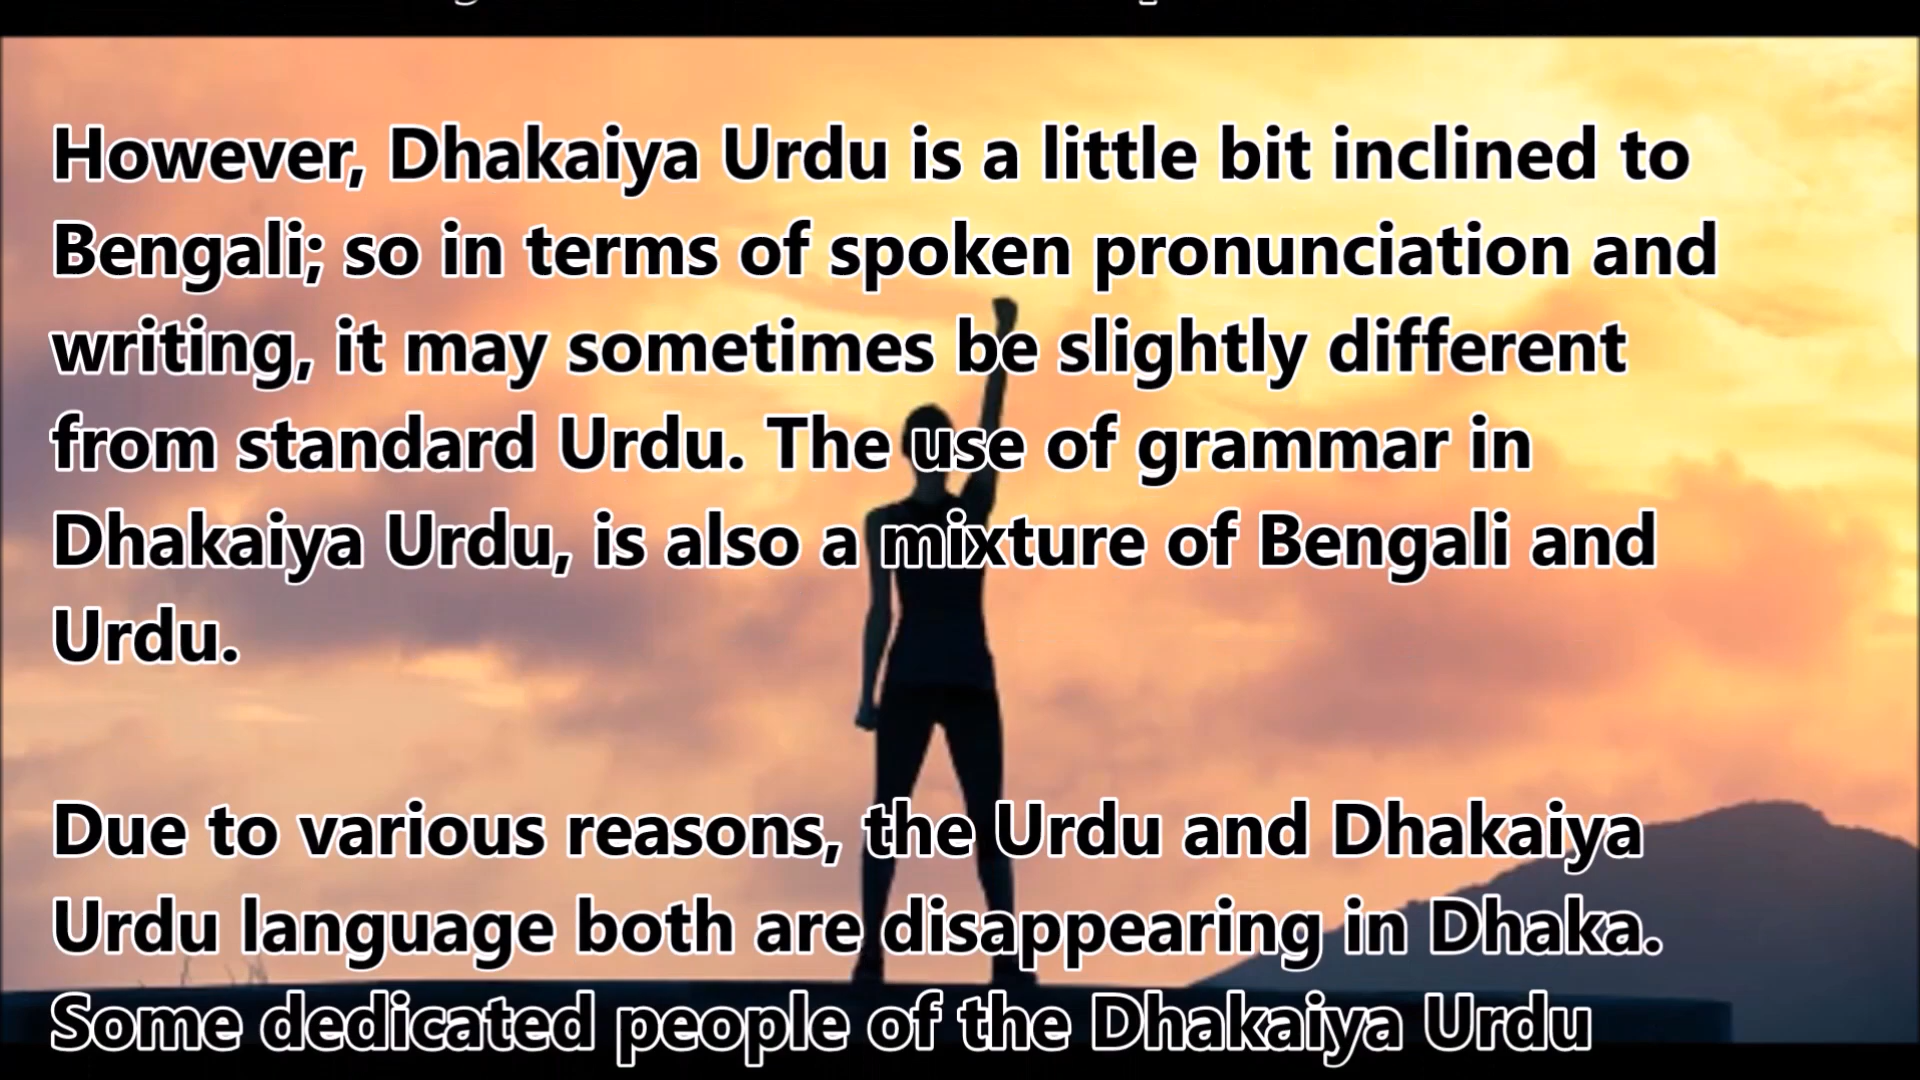 However, Dhakaiya Urdu is a little bit inclined to
Bengali; so in terms of spoken pronunciation and
writing, it may sometimes be slightly different
from standard Urdu. The use of grammar in
Dhakaiya Urdu, is also a mixture of Bengali and
Urdu.
Due to various reasons, the Urdu and Dhakaiya
Urdu language both are disappearing in Dhaka.
Some dedicated people of the Dhakaiya Urdu